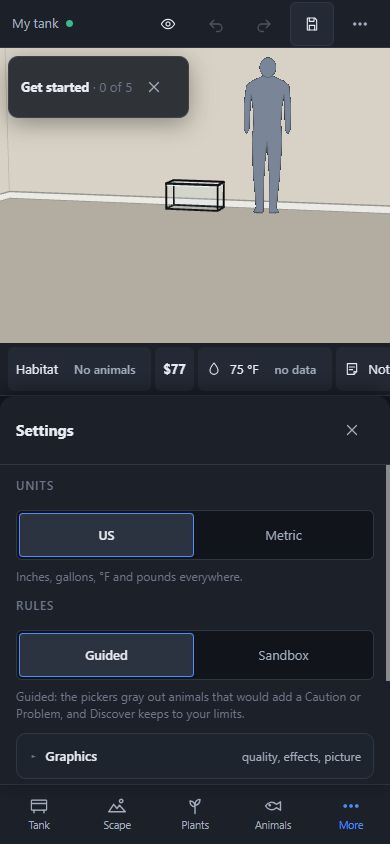 My tank
Get started · 0 of 5
Habitat No animals $77 75 °F no data Not
Settings
UNITS
US Metric
Inches, gallons, °F and pounds everywhere.
RULES
Guided Sandbox
Guided: the pickers gray out animals that would add a Caution or
Problem, and Discover keeps to your limits.
Graphics quality, effects, picture
Tank Scape Plants Animals More